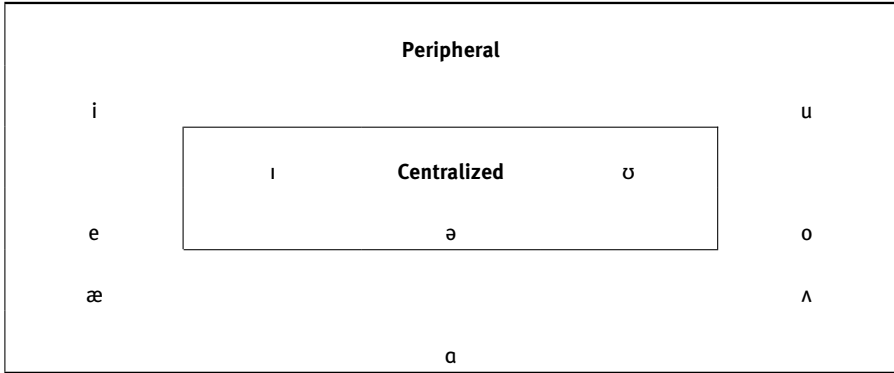 Peripheral
i u
ɪ Centralized ʊ
e ə o
æ ʌ
ɑ